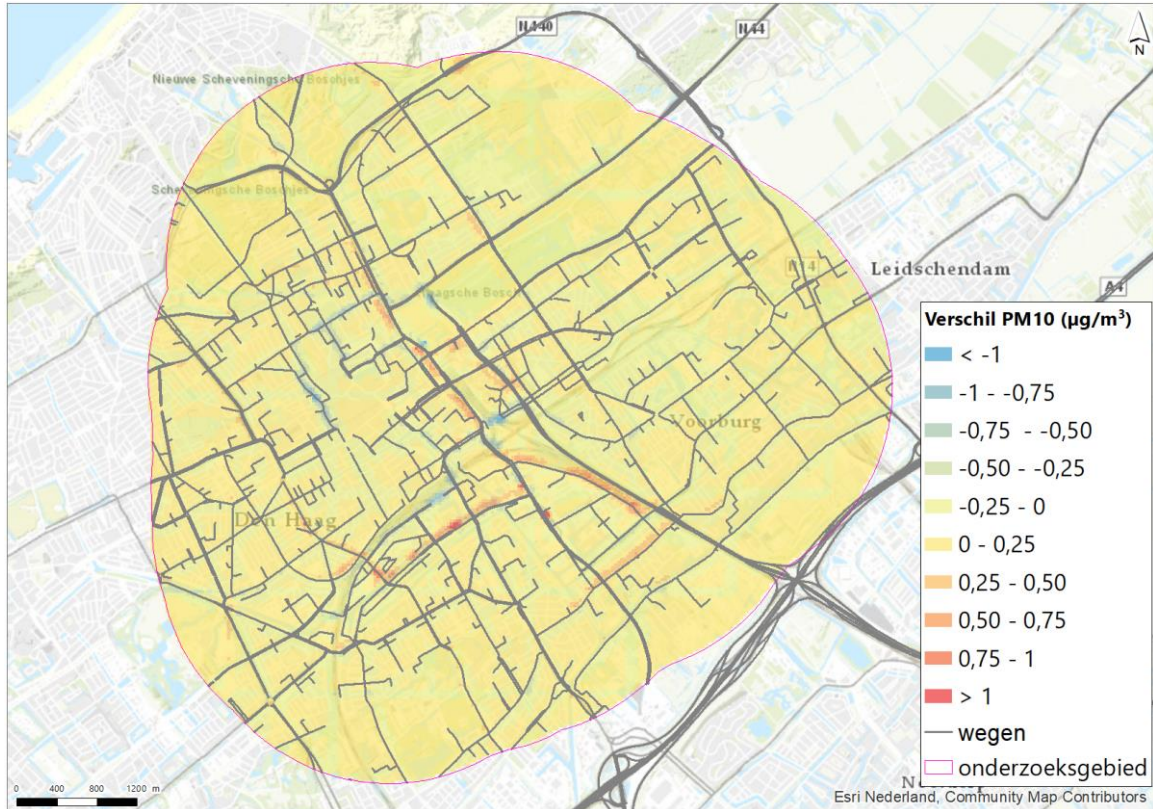 N440
N44
N
Nieuwe Scheveningsche Boschjes
Scheveningsche Boschjes
Leidschendam
N14
A4
Haagsche Bosch
Voorburg
Den Haag
Verschil PM10 (µg/m³)
< -1
-1 - -0,75
-0,75 - -0,50
-0,50 - -0,25
-0,25 - 0
0 - 0,25
0,25 - 0,50
0,50 - 0,75
0,75 - 1
> 1
wegen
onderzoeksgebied
0 400 800 1200 m
Esri Nederland, Community Map Contributors